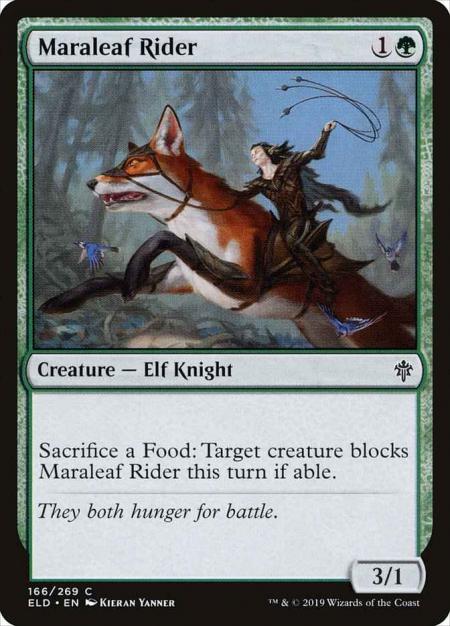 Maraleaf Rider 1
Creature — Elf Knight
Sacrifice a Food: Target creature blocks
Maraleaf Rider this turn if able.
They both hunger for battle.
3/1
166/269 C
ELD • EN Kieran Yanner
™ & © 2019 Wizards of the Coast